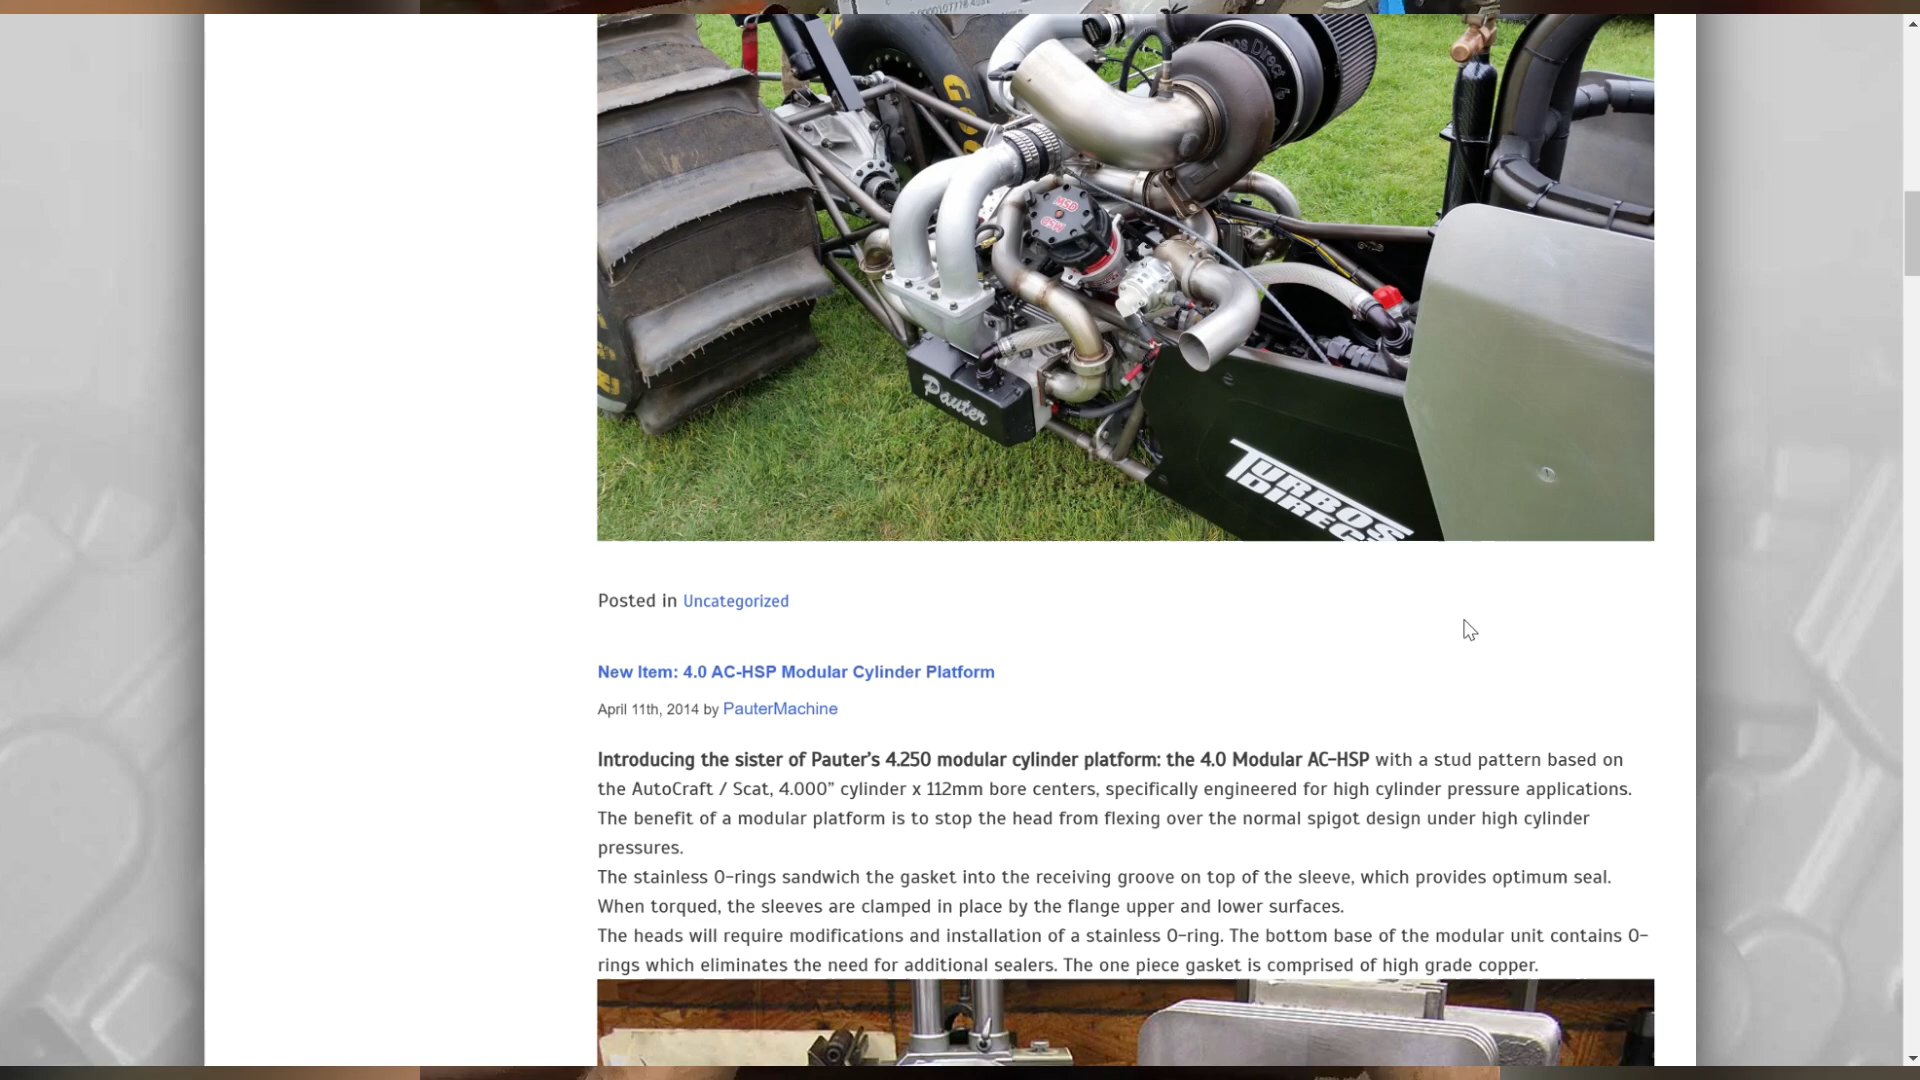 MSD
Pauter
TURBOS
DIRECT
Posted in Uncategorized
New Item: 4.0 AC-HSP Modular Cylinder Platform
April 11th, 2014 by PauterMachine
Introducing the sister of Pauter’s 4.250 modular cylinder platform: the 4.0 Modular AC-HSP with a stud pattern based on
the AutoCraft / Scat, 4.000” cylinder x 112mm bore centers, specifically engineered for high cylinder pressure applications.
The benefit of a modular platform is to stop the head from flexing over the normal spigot design under high cylinder
pressures.
The stainless O-rings sandwich the gasket into the receiving groove on top of the sleeve, which provides optimum seal.
When torqued, the sleeves are clamped in place by the flange upper and lower surfaces.
The heads will require modifications and installation of a stainless O-ring. The bottom base of the modular unit contains O-
rings which eliminates the need for additional sealers. The one piece gasket is comprised of high grade copper.